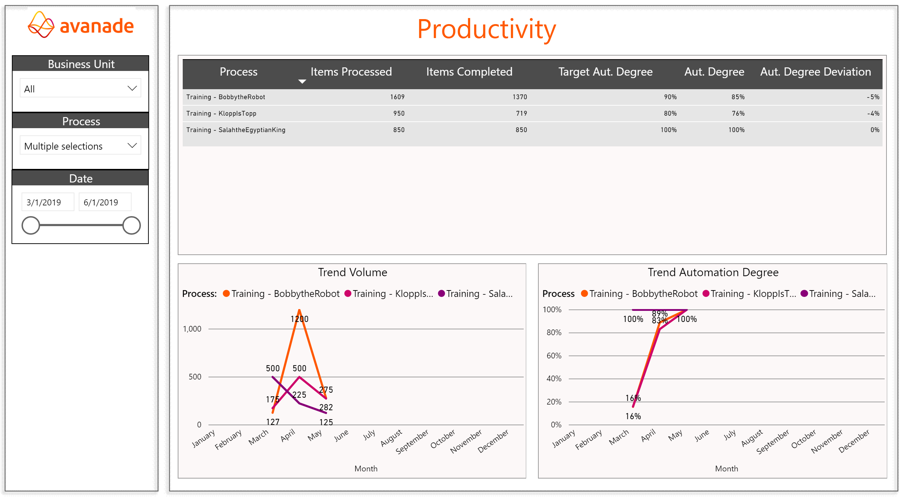 avanade
Business Unit
All
Process
Multiple selections
Date
3/1/2019 6/1/2019
Productivity
Process Items Processed Items Completed Target Aut. Degree Aut. Degree Aut. Degree Deviation
Training - BobbytheRobot 1609 1370 90% 85% -5%
Training - KloppIsTopp 950 719 80% 76% -4%
Training - SalahtheEgyptianKing 850 850 100% 100% 0%
Trend Volume
Process: Training - BobbytheRobot Training - KloppIs... Training - Sala...
1,000
500
0
1200
500 500
175 225 275
127 282
125
January February March April May June July August September October November December
Month
Trend Automation Degree
Process Training - BobbytheRobot Training - KloppIsT... Training - Sala...
100%
80%
60%
40%
20%
0%
100% 83% 100%
16%
16%
January February March April May June July August September October November December
Month